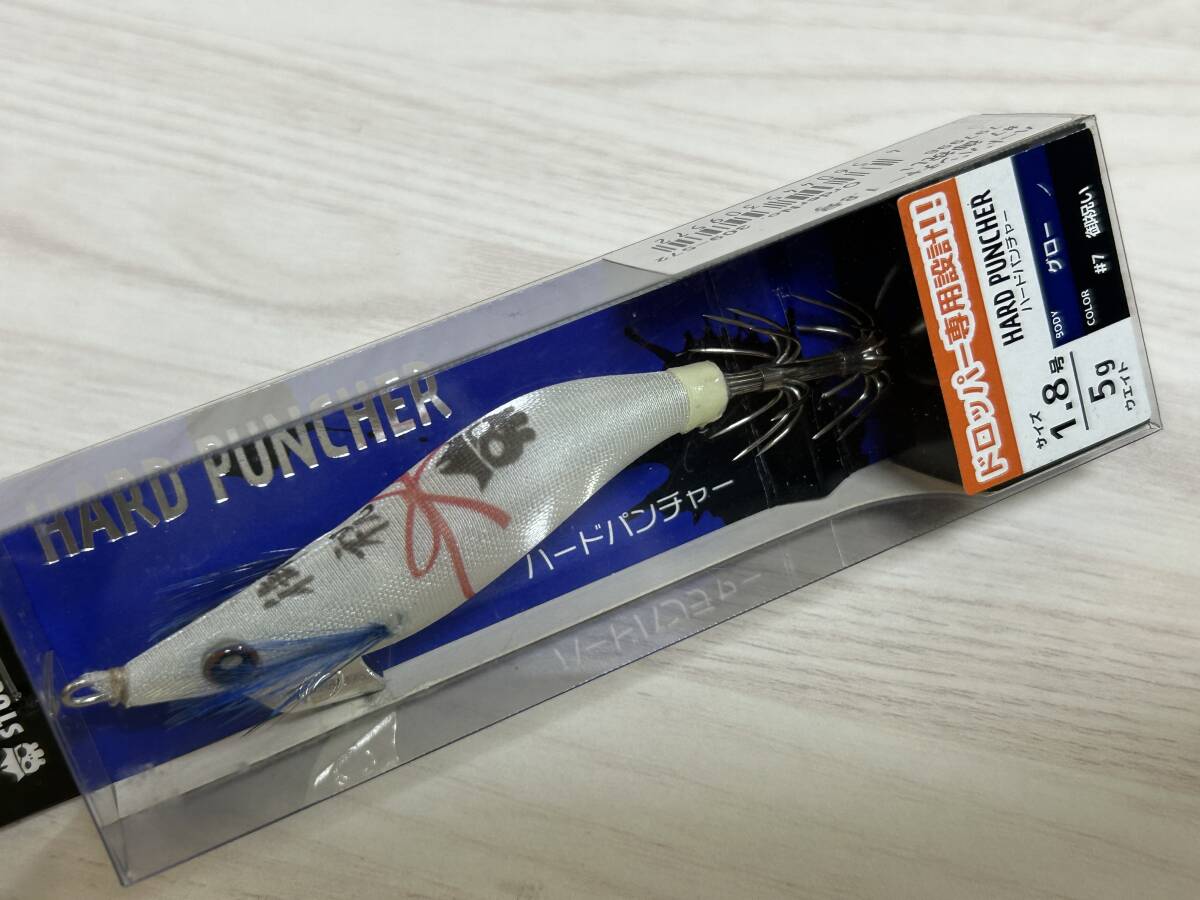 HARD PUNCHER
ハードパンチャー
ドロッパー専用設計!!
HARD PUNCHER
ハードパンチャー
BODY
グロー /
COLOR
#7 御祝い
サイズ
1.8号
5g
ウエイト
御祝